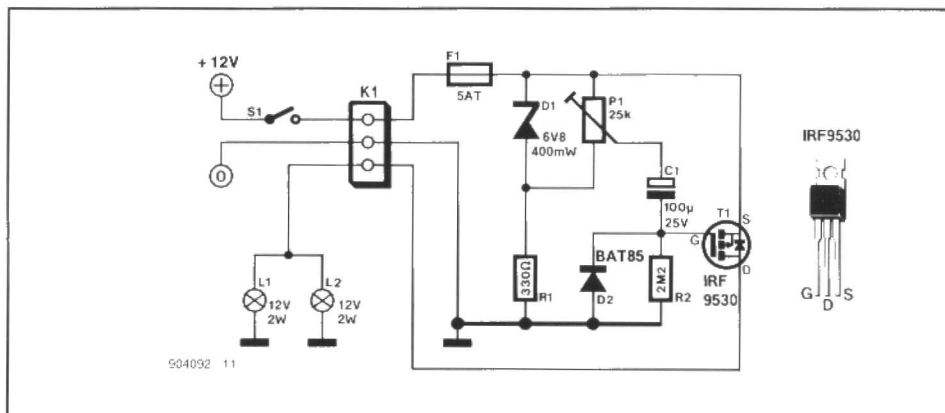 + 12V
S1
0
K1
F1
5AT
D1
6V8
400mW
P1
25k
C1
100µ
25V
T1
S
G
D
IRF
9530
BAT85
D2
330Ω
R1
2M2
R2
L1
12V
2W
L2
12V
2W
904092 11
IRF9530
G
D
S